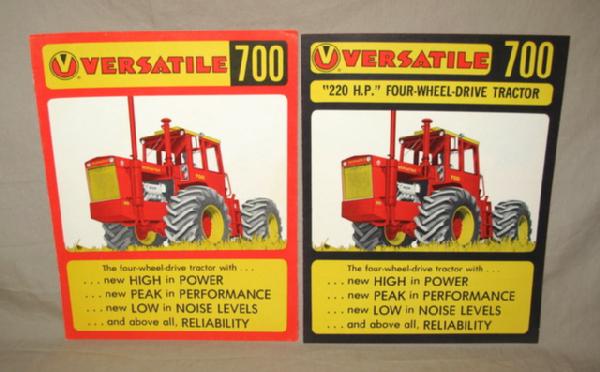 VERSATILE 700
The four-wheel-drive tractor with . . .
. . . new HIGH in POWER
. . . new PEAK in PERFORMANCE
. . . new LOW in NOISE LEVELS
. . . and above all, RELIABILITY
VERSATILE 700
"220 H.P." FOUR-WHEEL-DRIVE TRACTOR
The four-wheel-drive tractor with . . .
. . . new HIGH in POWER
. . . new PEAK in PERFORMANCE
. . . new LOW in NOISE LEVELS
. . . and above all, RELIABILITY